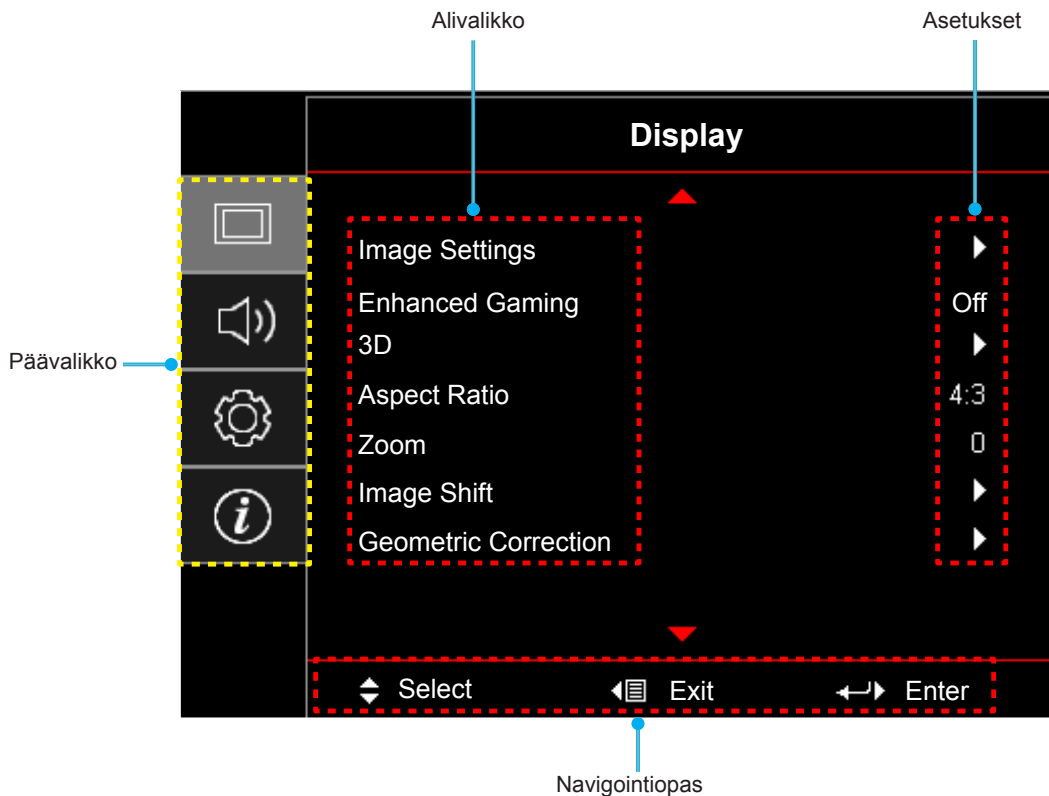 Alivalikko
Asetukset
Display
Image Settings
Enhanced Gaming
Off
3D
Päävalikko
Aspect Ratio
4:3
Zoom
0
Image Shift
Geometric Correction
Select
Exit
Enter
Navigointiopas